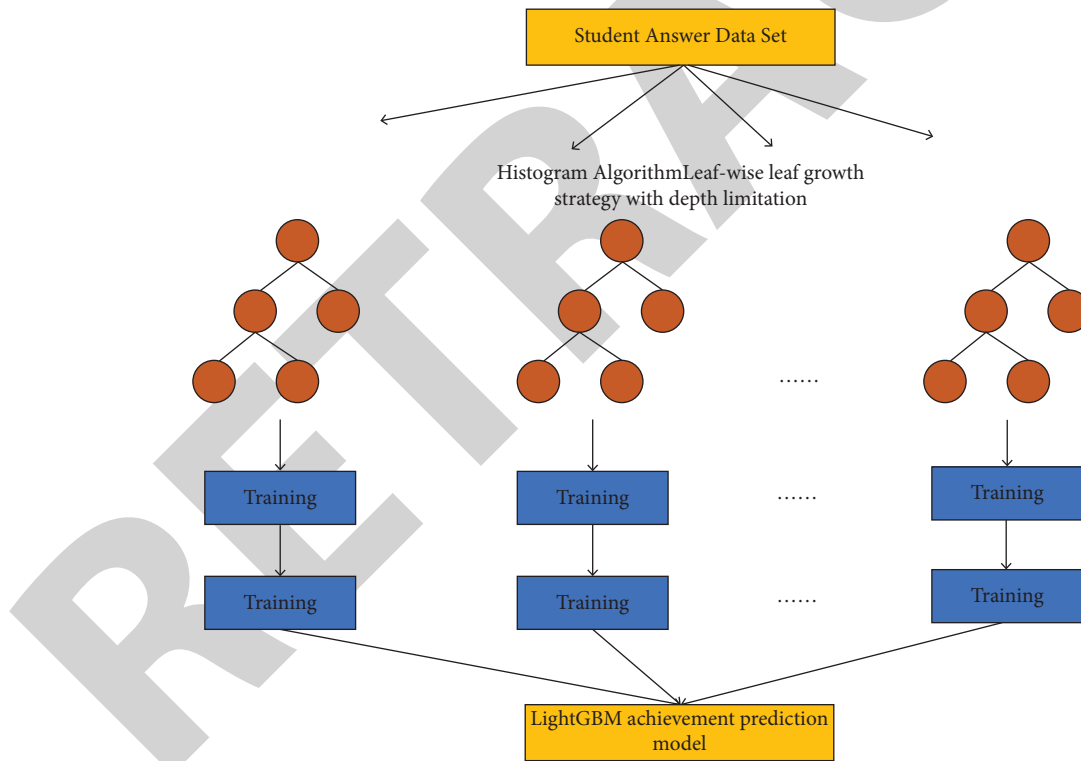 Student Answer Data Set
Histogram AlgorithmLeaf-wise leaf growth
strategy with depth limitation
......
Training
Training
......
Training
Training
Training
......
Training
LightGBM achievement prediction
model
RETRAC